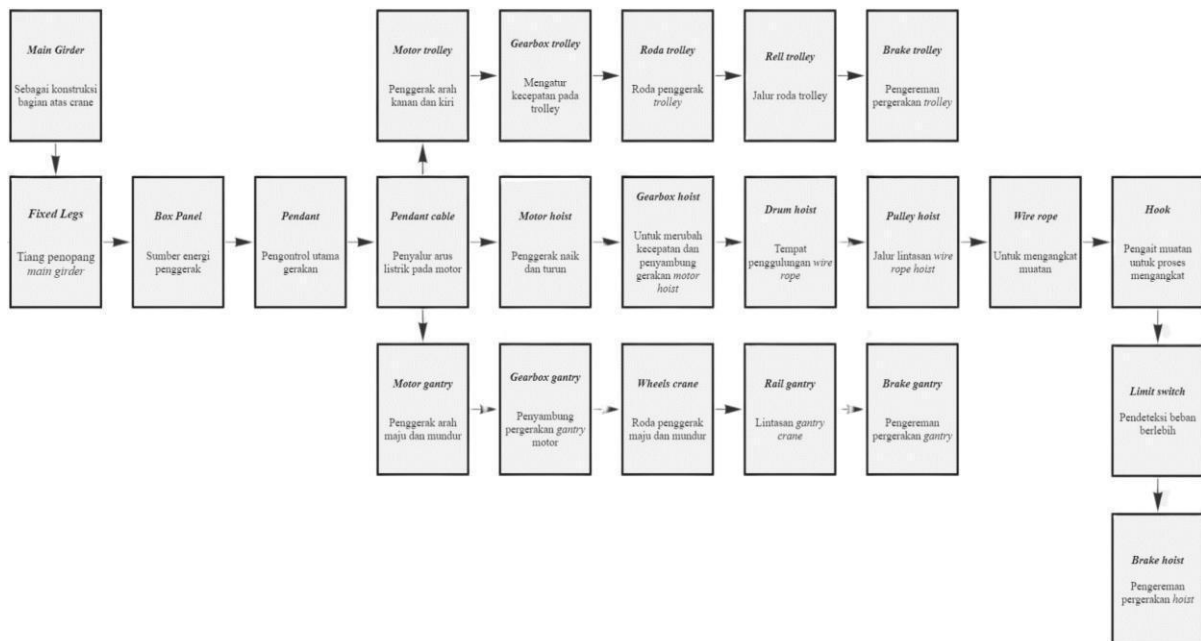 Main Girder
Sebagai konstruksi
bagian atas crane
Motor trolley
Penggerak arah
kanan dan kiri
Gearbox trolley
Mengatur
kecepatan pada
trolley
Roda trolley
Roda penggerak
trolley
Rell trolley
Jalur roda trolley
Brake trolley
Pengereman
pergerakan trolley
Fixed Legs
Tiang penopang
main girder
Box Panel
Sumber energi
penggerak
Pendant
Pengontrol utama
gerakan
Pendant cable
Penyalur arus
listrik pada motor
Motor hoist
Penggerak naik
dan turun
Gearbox hoist
Untuk merubah
kecepatan dan
penyambung
gerakan motor
hoist
Drum hoist
Tempat
penggulungan wire
rope
Pulley hoist
Jalur lintasan wire
rope hoist
Wire rope
Untuk mengangkat
muatan
Hook
Pengait muatan
untuk proses
mengangkat
Motor gantry
Penggerak arah
maju dan mundur
Gearbox gantry
Penyambung
pergerakan gantry
motor
Wheels crane
Roda penggerak
maju dan mundur
Rail gantry
Lintasan gantry
crane
Brake gantry
Pengereman
pergerakan gantry
Limit switch
Pendeteksi beban
berlebih
Brake hoist
Pengereman
pergerakan hoist